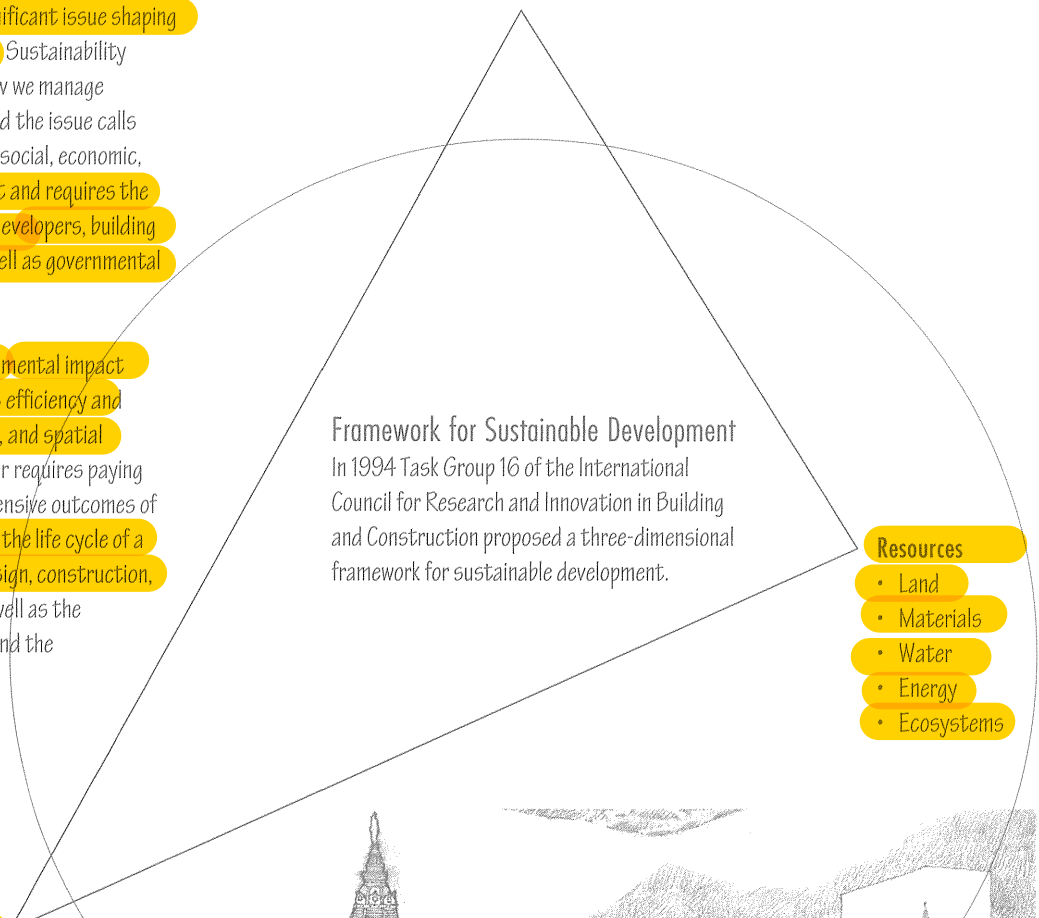 ificant issue shaping
Sustainability
w we manage
d the issue calls
social, economic,
t and requires the
evelopers, building
ell as governmental
mental impact
efficiency and
, and spatial
r requires paying
ensive outcomes of
the life cycle of a
sign, construction,
well as the
nd the
Framework for Sustainable Development
In 1994 Task Group 16 of the International
Council for Research and Innovation in Building
and Construction proposed a three-dimensional
framework for sustainable development.
Resources
• Land
• Materials
• Water
• Energy
• Ecosystems